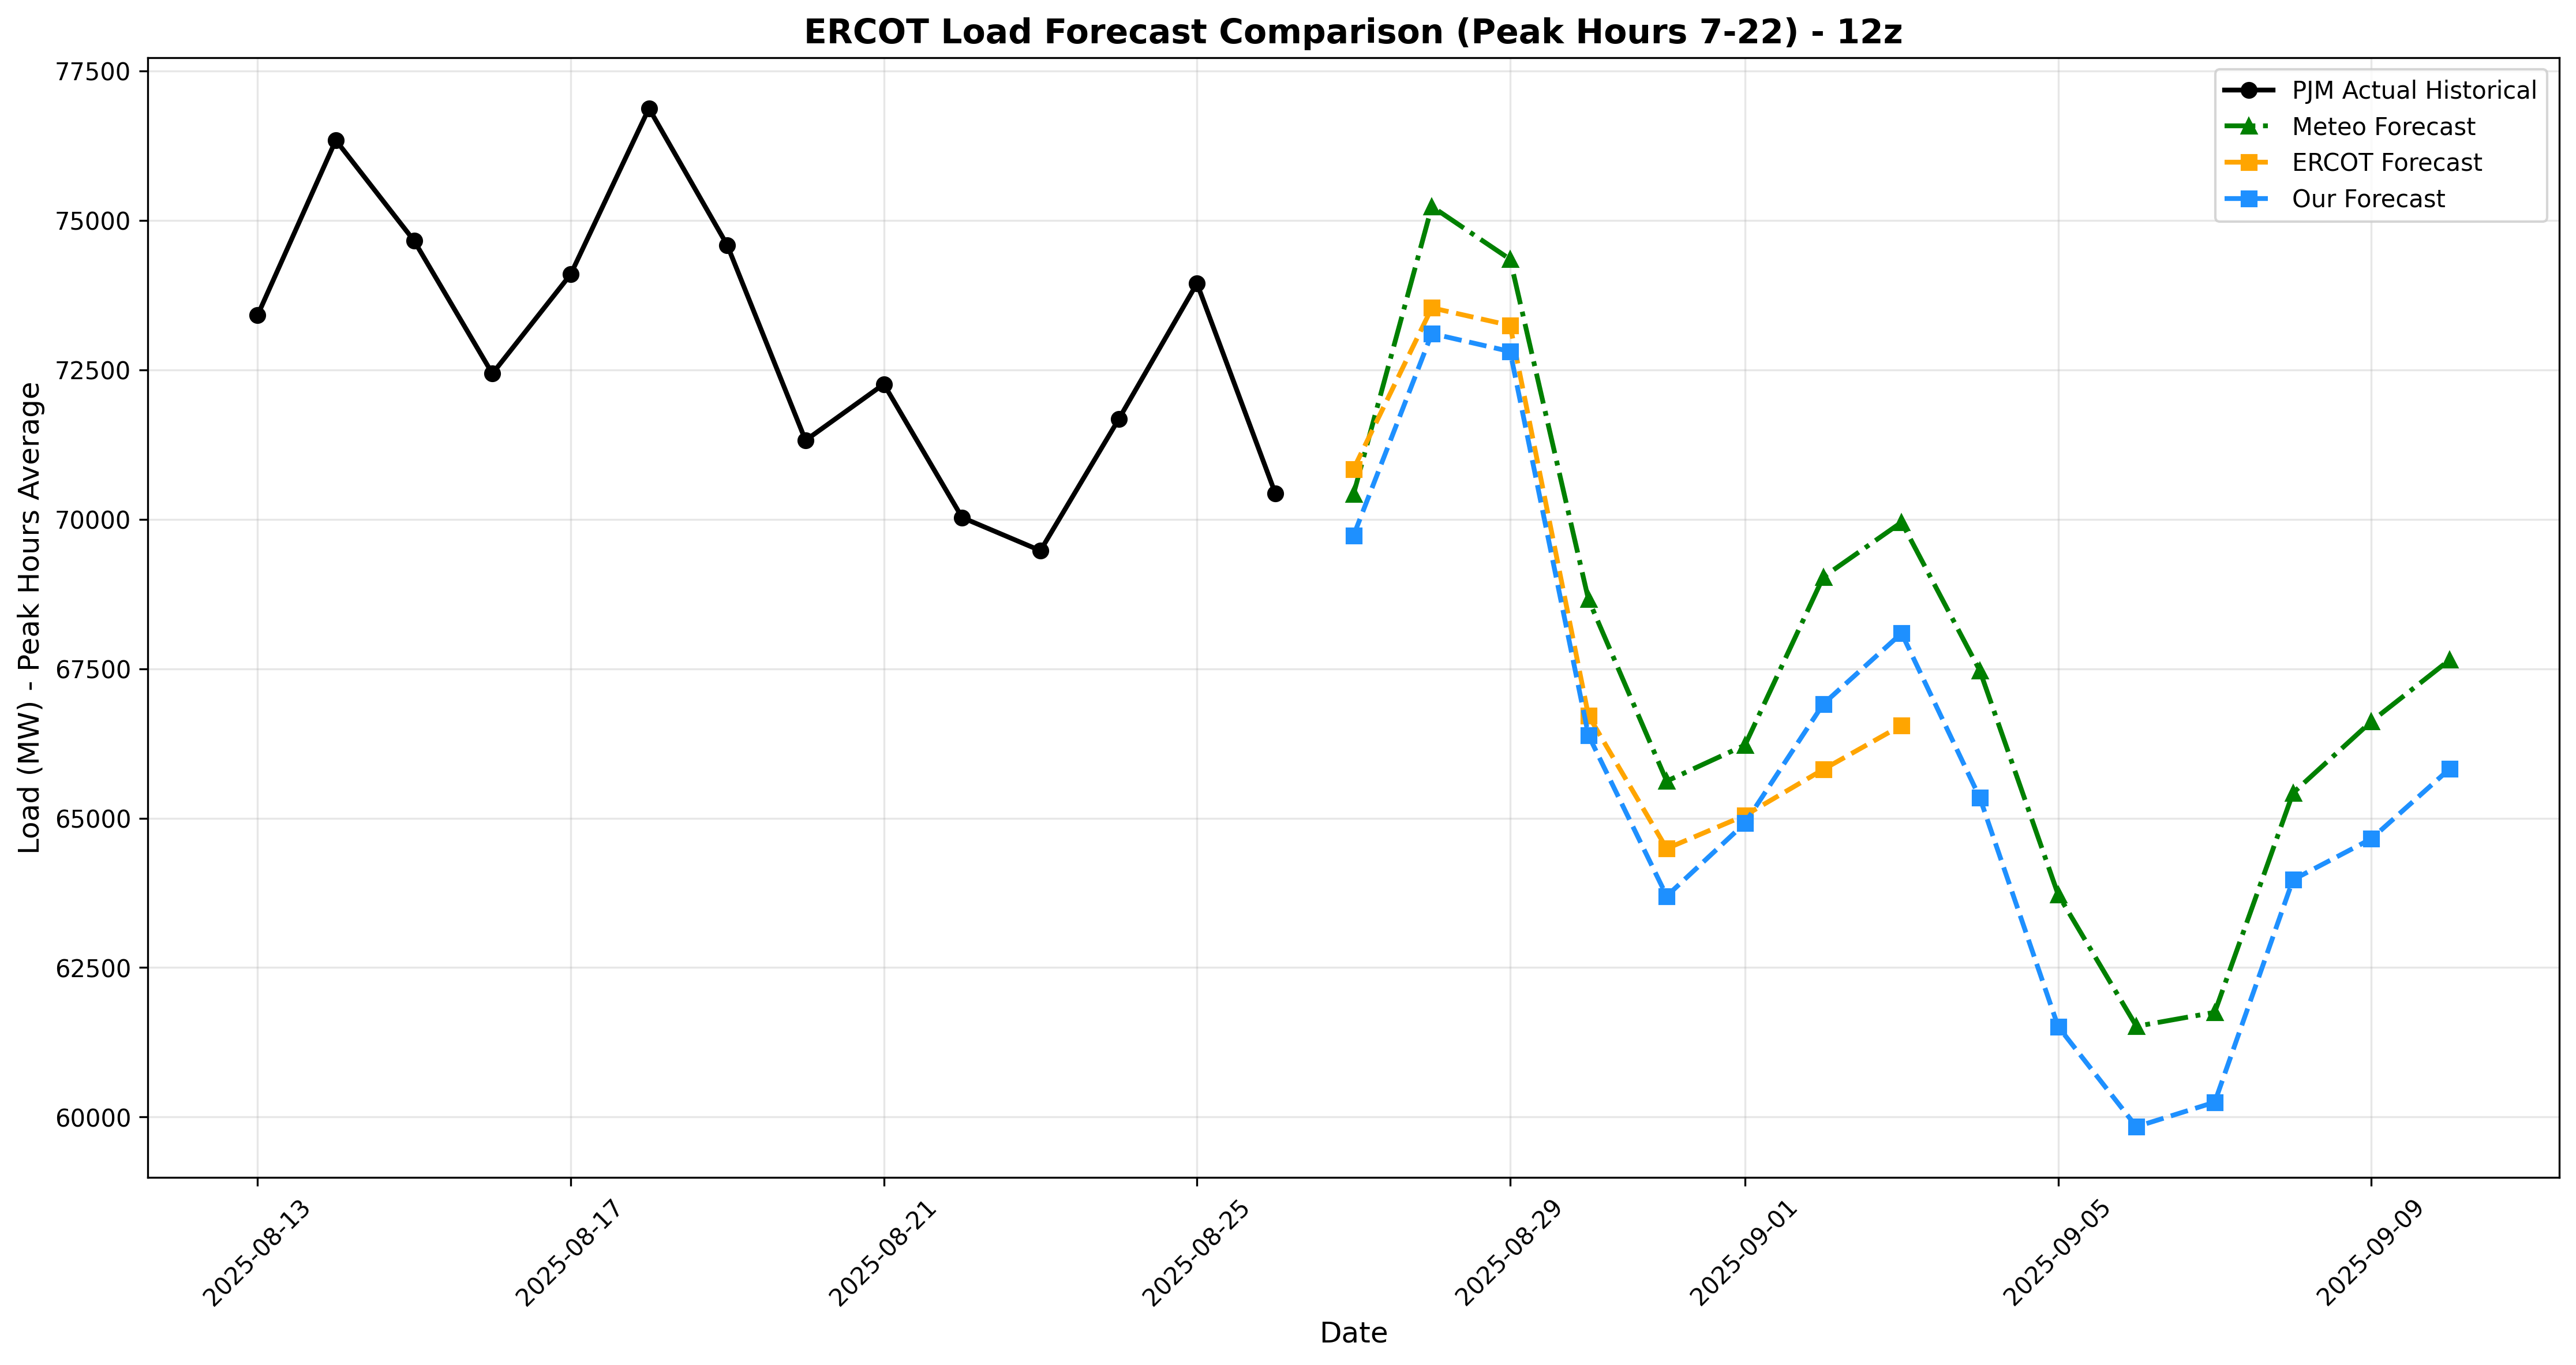 ERCOT Load Forecast Comparison (Peak Hours 7-22) - 12z
PJM Actual Historical
Meteo Forecast
ERCOT Forecast
Our Forecast
Load (MW) - Peak Hours Average
77500
75000
72500
70000
67500
65000
62500
60000
2025-08-13
2025-08-17
2025-08-21
2025-08-25
2025-08-29
2025-09-01
2025-09-05
2025-09-09
Date